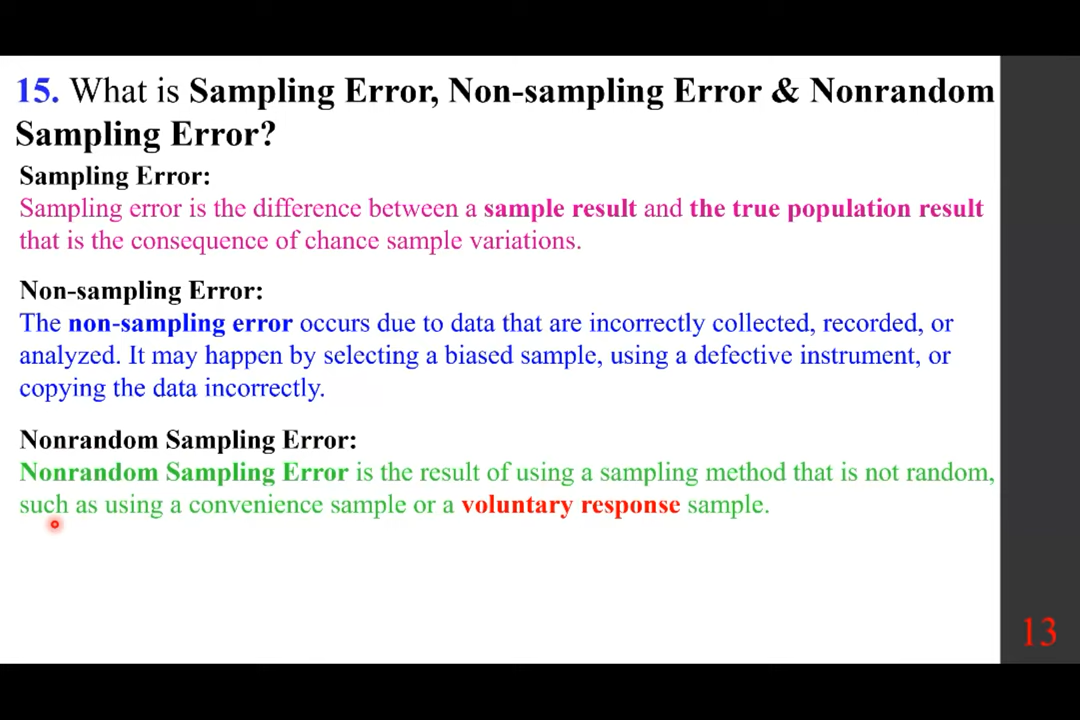 15. What is Sampling Error, Non-sampling Error & Nonrandom
Sampling Error?
Sampling Error:
Sampling error is the difference between a sample result and the true population result
that is the consequence of chance sample variations.
Non-sampling Error:
The non-sampling error occurs due to data that are incorrectly collected, recorded, or
analyzed. It may happen by selecting a biased sample, using a defective instrument, or
copying the data incorrectly.
Nonrandom Sampling Error:
Nonrandom Sampling Error is the result of using a sampling method that is not random,
such as using a convenience sample or a voluntary response sample.
13